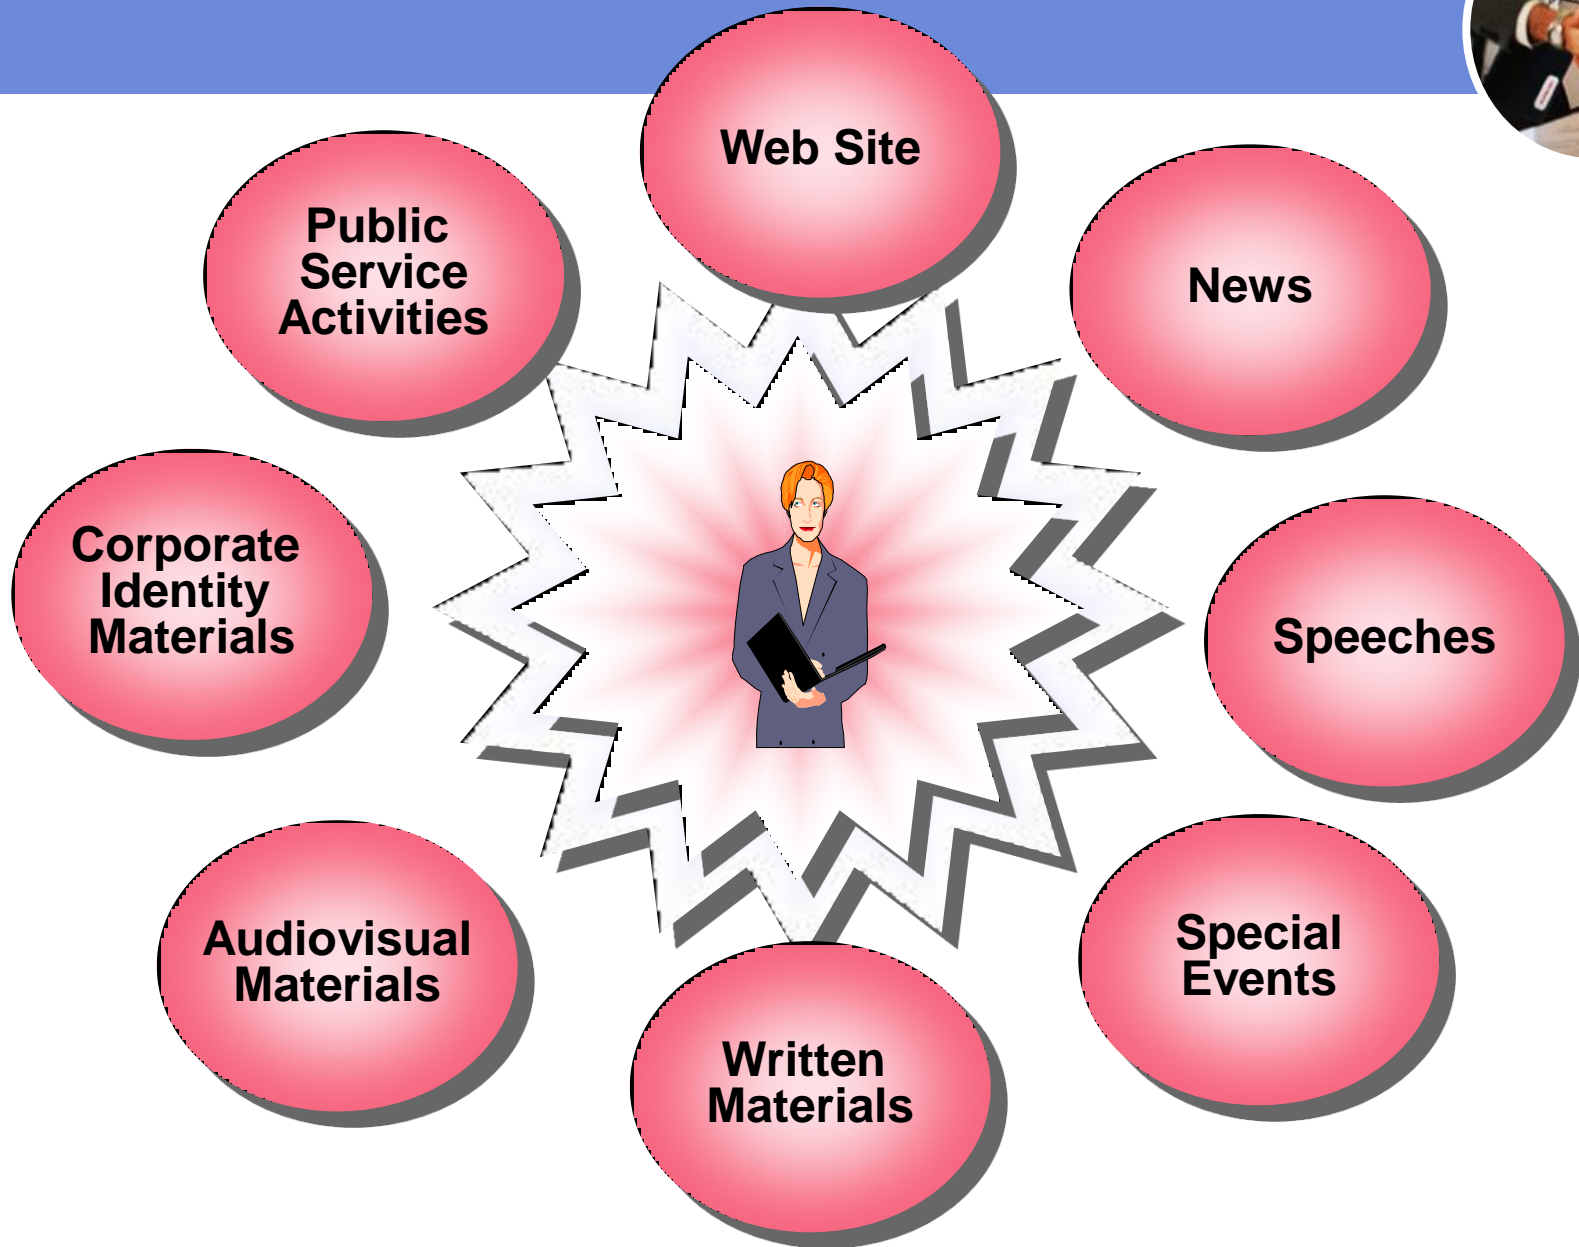 Web Site
Public
Service
Activities
News
Corporate
Identity
Materials
Speeches
Audiovisual
Materials
Special
Events
Written
Materials